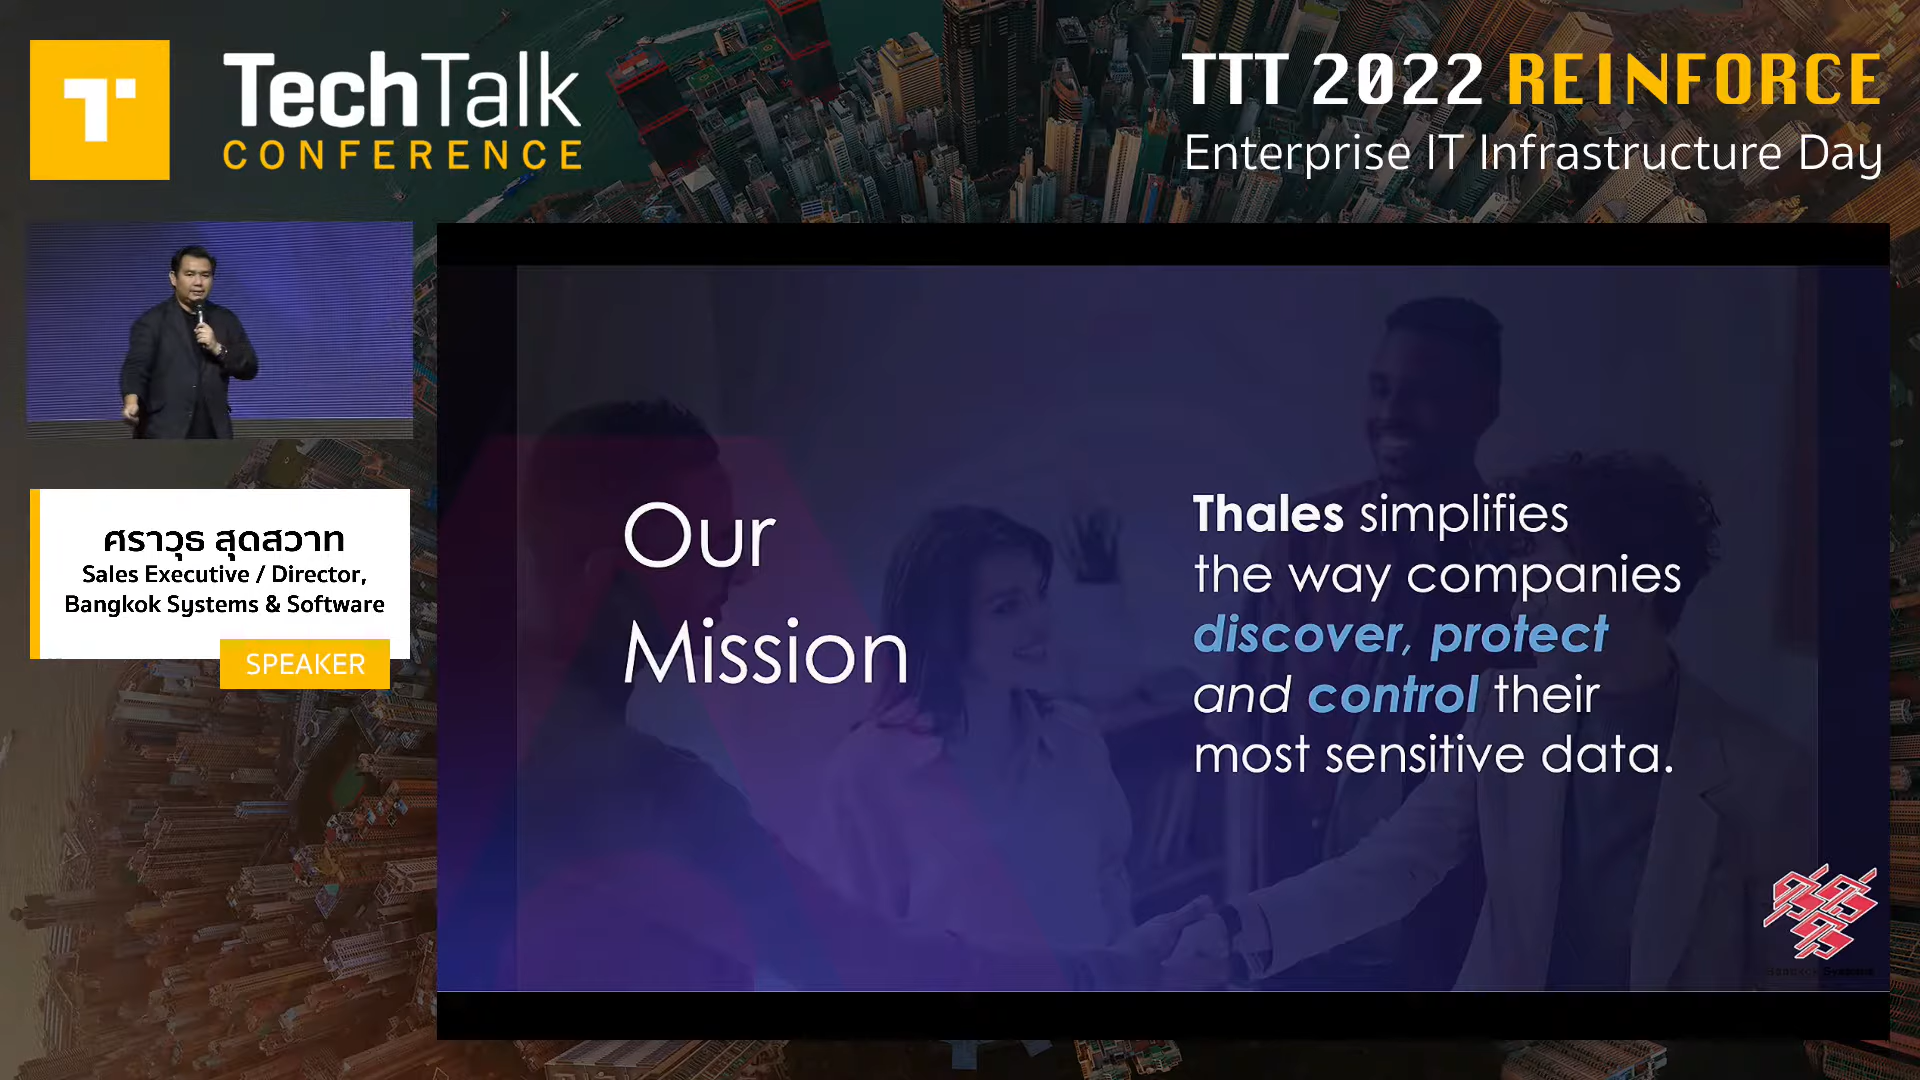 TechTalk
CONFERENCE
TTT 2022 REINFORCE
Enterprise IT Infrastructure Day
ศราวุธ สุดสวาท
Sales Executive / Director,
Bangkok Systems & Software
SPEAKER
Our
Mission
Thales simplifies
the way companies
discover, protect
and control their
most sensitive data.
Bangkok Systems